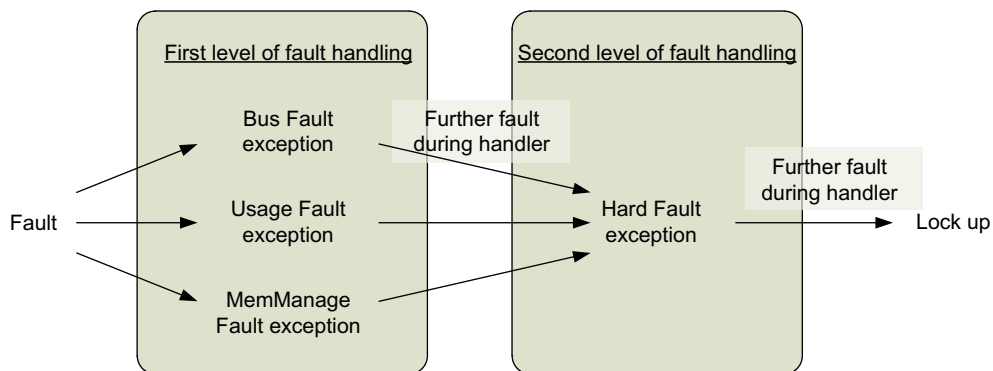 First level of fault handling
Second level of fault handling
Bus Fault
exception
Further fault
during handler
Further fault
during handler
Fault
Usage Fault
exception
Hard Fault
exception
Lock up
MemManage
Fault exception